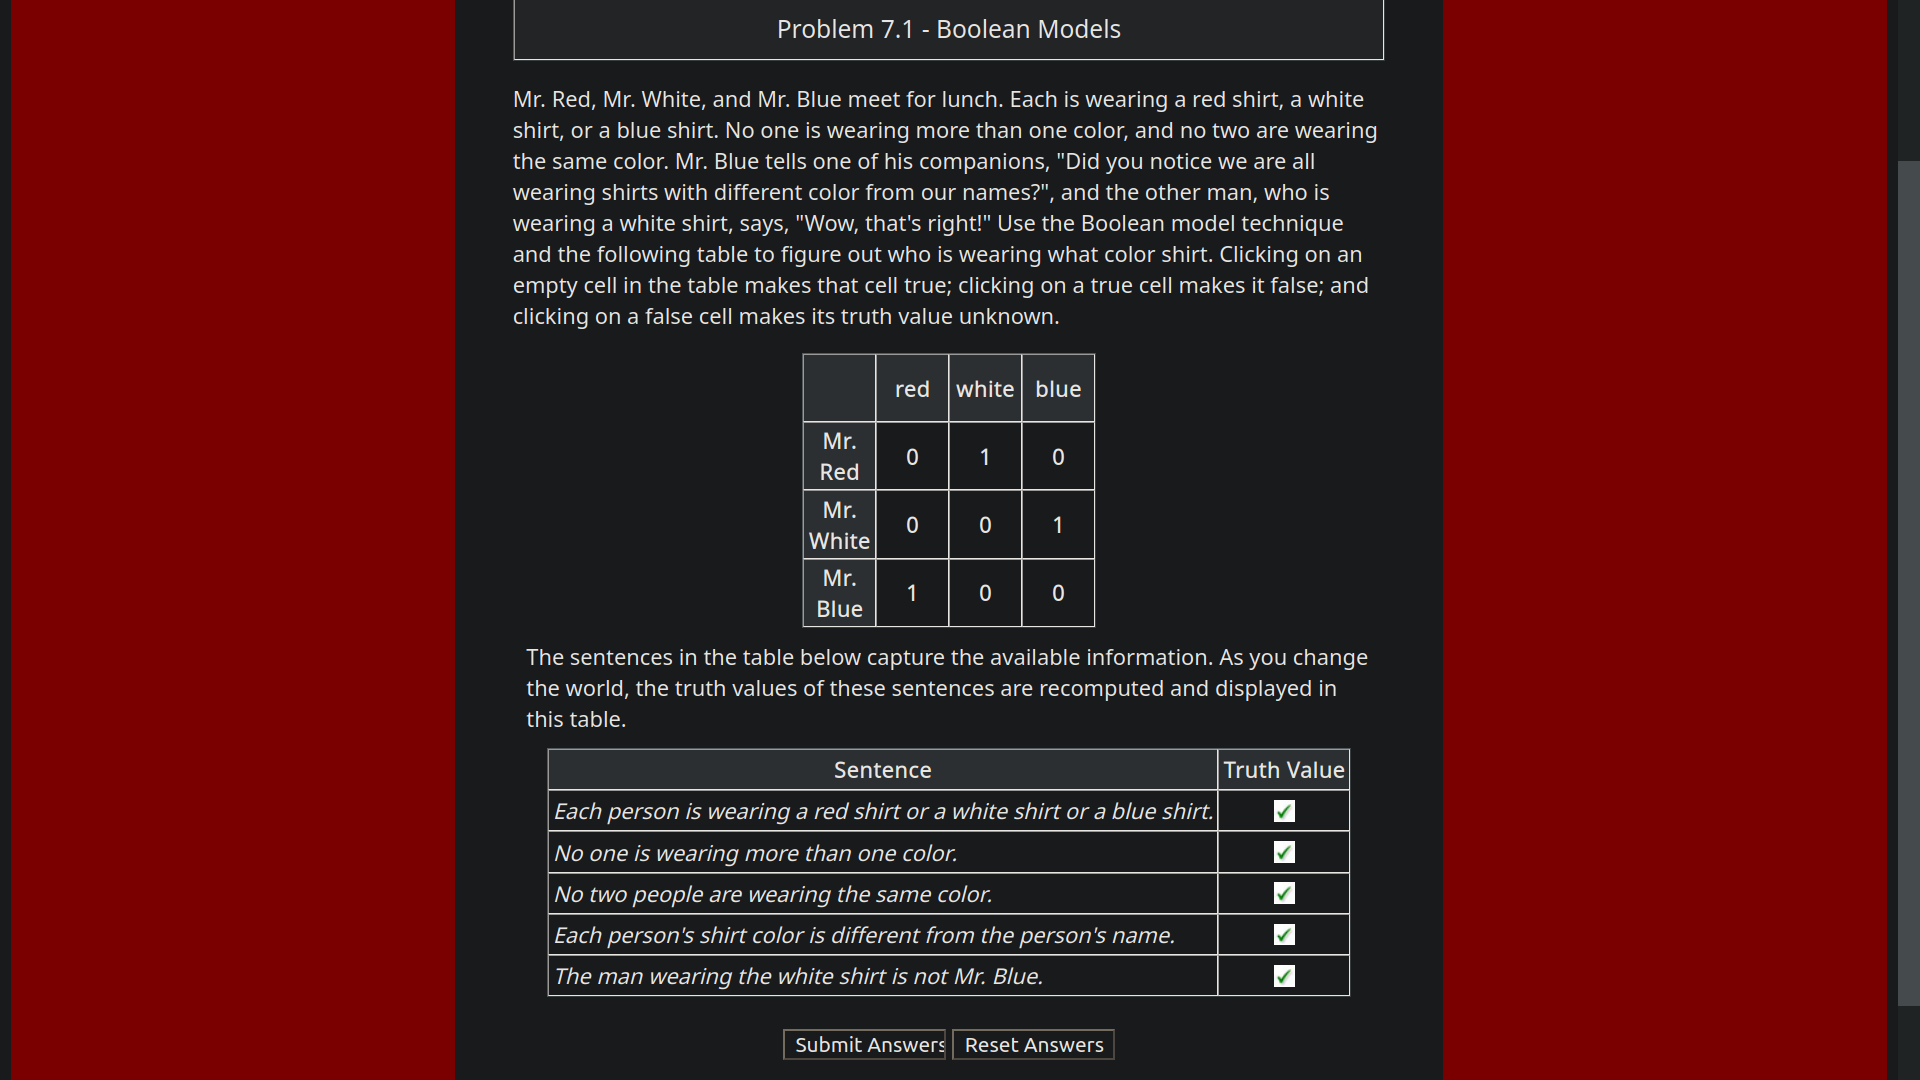 Problem 7.1 - Boolean Models
Mr. Red, Mr. White, and Mr. Blue meet for lunch. Each is wearing a red shirt, a white
shirt, or a blue shirt. No one is wearing more than one color, and no two are wearing
the same color. Mr. Blue tells one of his companions, "Did you notice we are all
wearing shirts with different color from our names?", and the other man, who is
wearing a white shirt, says, "Wow, that's right!" Use the Boolean model technique
and the following table to figure out who is wearing what color shirt. Clicking on an
empty cell in the table makes that cell true; clicking on a true cell makes it false; and
clicking on a false cell makes its truth value unknown.
red white blue
Mr.
Red 0 1 0
Mr.
White 0 0 1
Mr.
Blue 1 0 0
The sentences in the table below capture the available information. As you change
the world, the truth values of these sentences are recomputed and displayed in
this table.
Sentence Truth Value
Each person is wearing a red shirt or a white shirt or a blue shirt.
No one is wearing more than one color.
No two people are wearing the same color.
Each person's shirt color is different from the person's name.
The man wearing the white shirt is not Mr. Blue.
Submit Answers Reset Answers